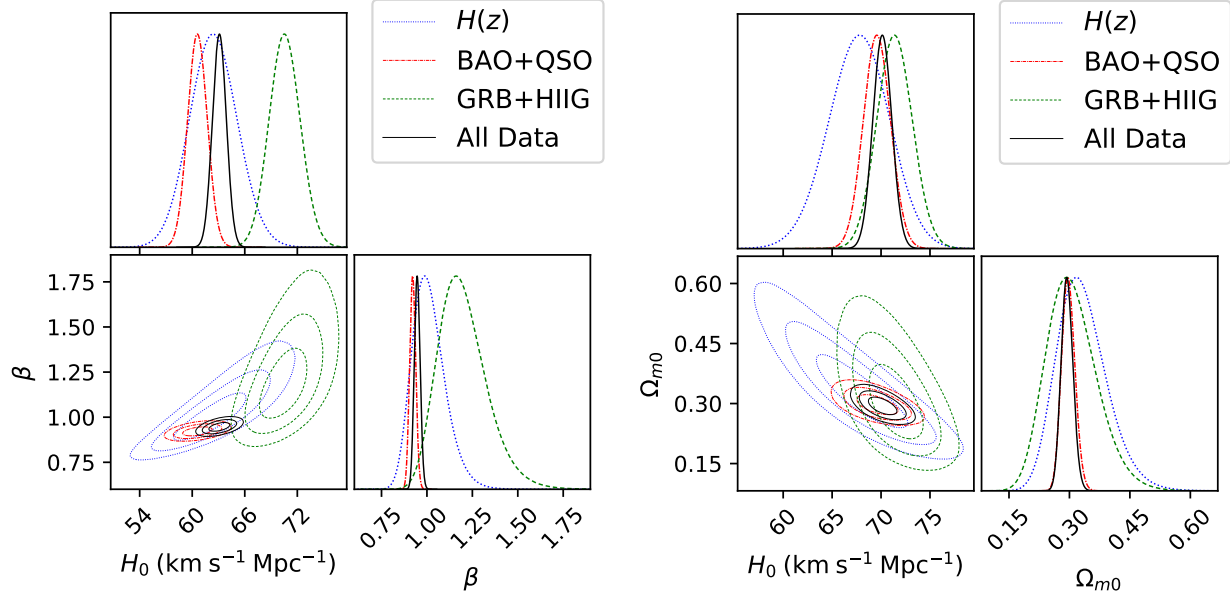 H(z)
BAO+QSO
GRB+HIIG
All Data
1.75
1.50
1.25
1.00
0.75
β
54
60
66
72
H₀ (km s⁻¹ Mpc⁻¹)
0.75
1.00
1.25
1.50
1.75
β
H(z)
BAO+QSO
GRB+HIIG
All Data
0.60
0.45
0.30
0.15
Ωₘ₀
60
65
70
75
H₀ (km s⁻¹ Mpc⁻¹)
0.15
0.30
0.45
0.60
Ωₘ₀